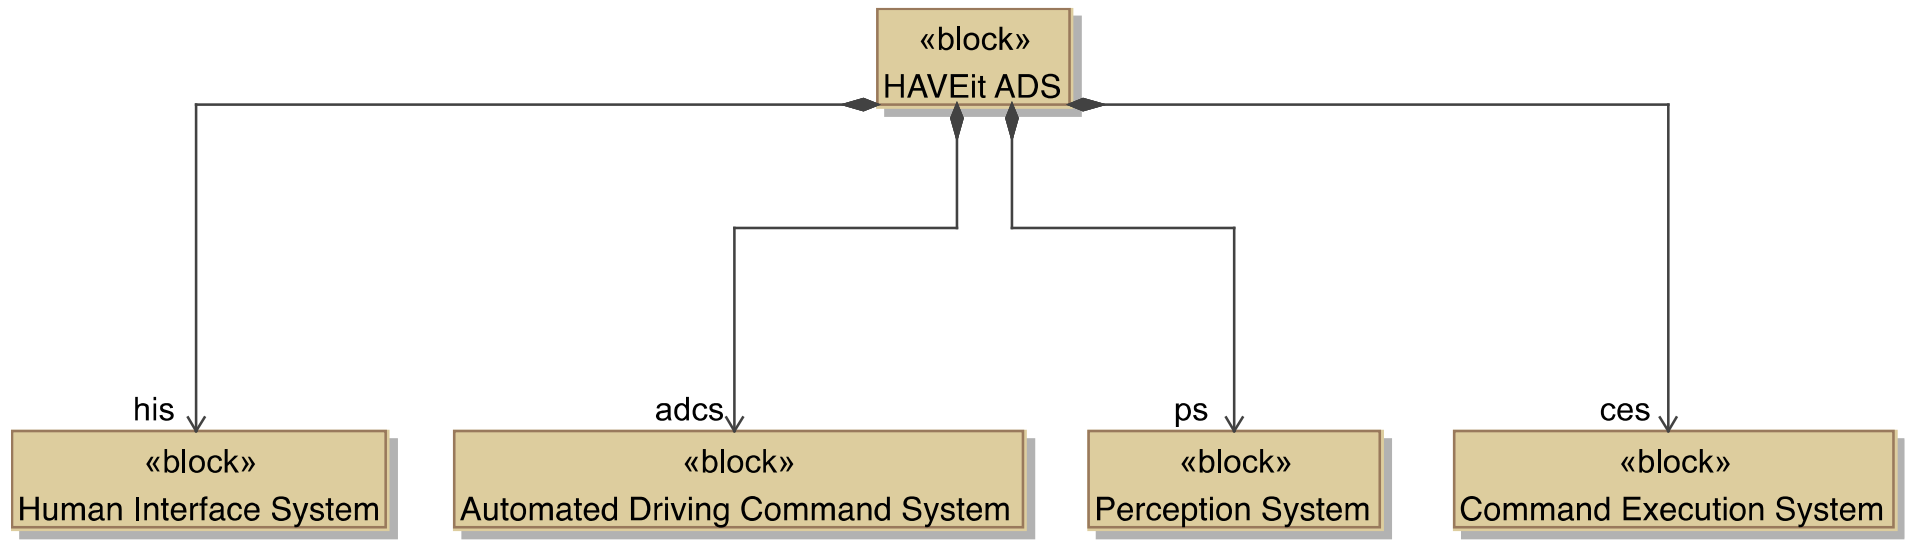 «block»
HAVEit ADS
his
adcs
ps
ces
«block»
Human Interface System
«block»
Automated Driving Command System
«block»
Perception System
«block»
Command Execution System